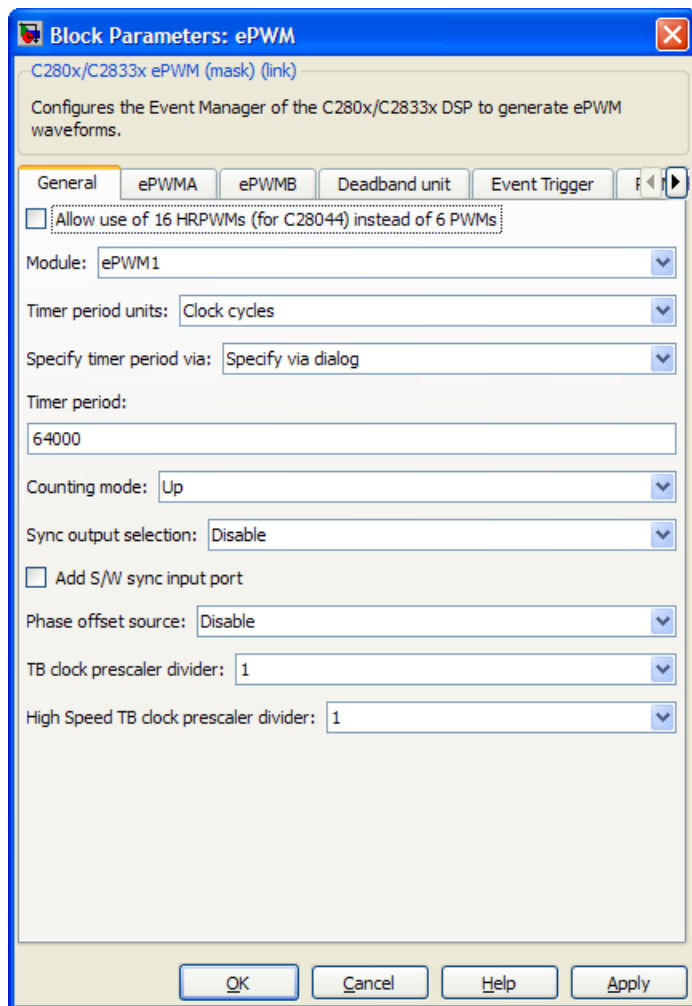 Block Parameters: ePWM
C280x/C2833x ePWM (mask) (link)
Configures the Event Manager of the C280x/C2833x DSP to generate ePWM
waveforms.
General ePWMA ePWMB Deadband unit Event Trigger
Allow use of 16 HRPWMs (for C28044) instead of 6 PWMs
Module: ePWM1
Timer period units: Clock cycles
Specify timer period via: Specify via dialog
Timer period:
64000
Counting mode: Up
Sync output selection: Disable
Add S/W sync input port
Phase offset source: Disable
TB clock prescaler divider: 1
High Speed TB clock prescaler divider: 1
OK Cancel Help Apply